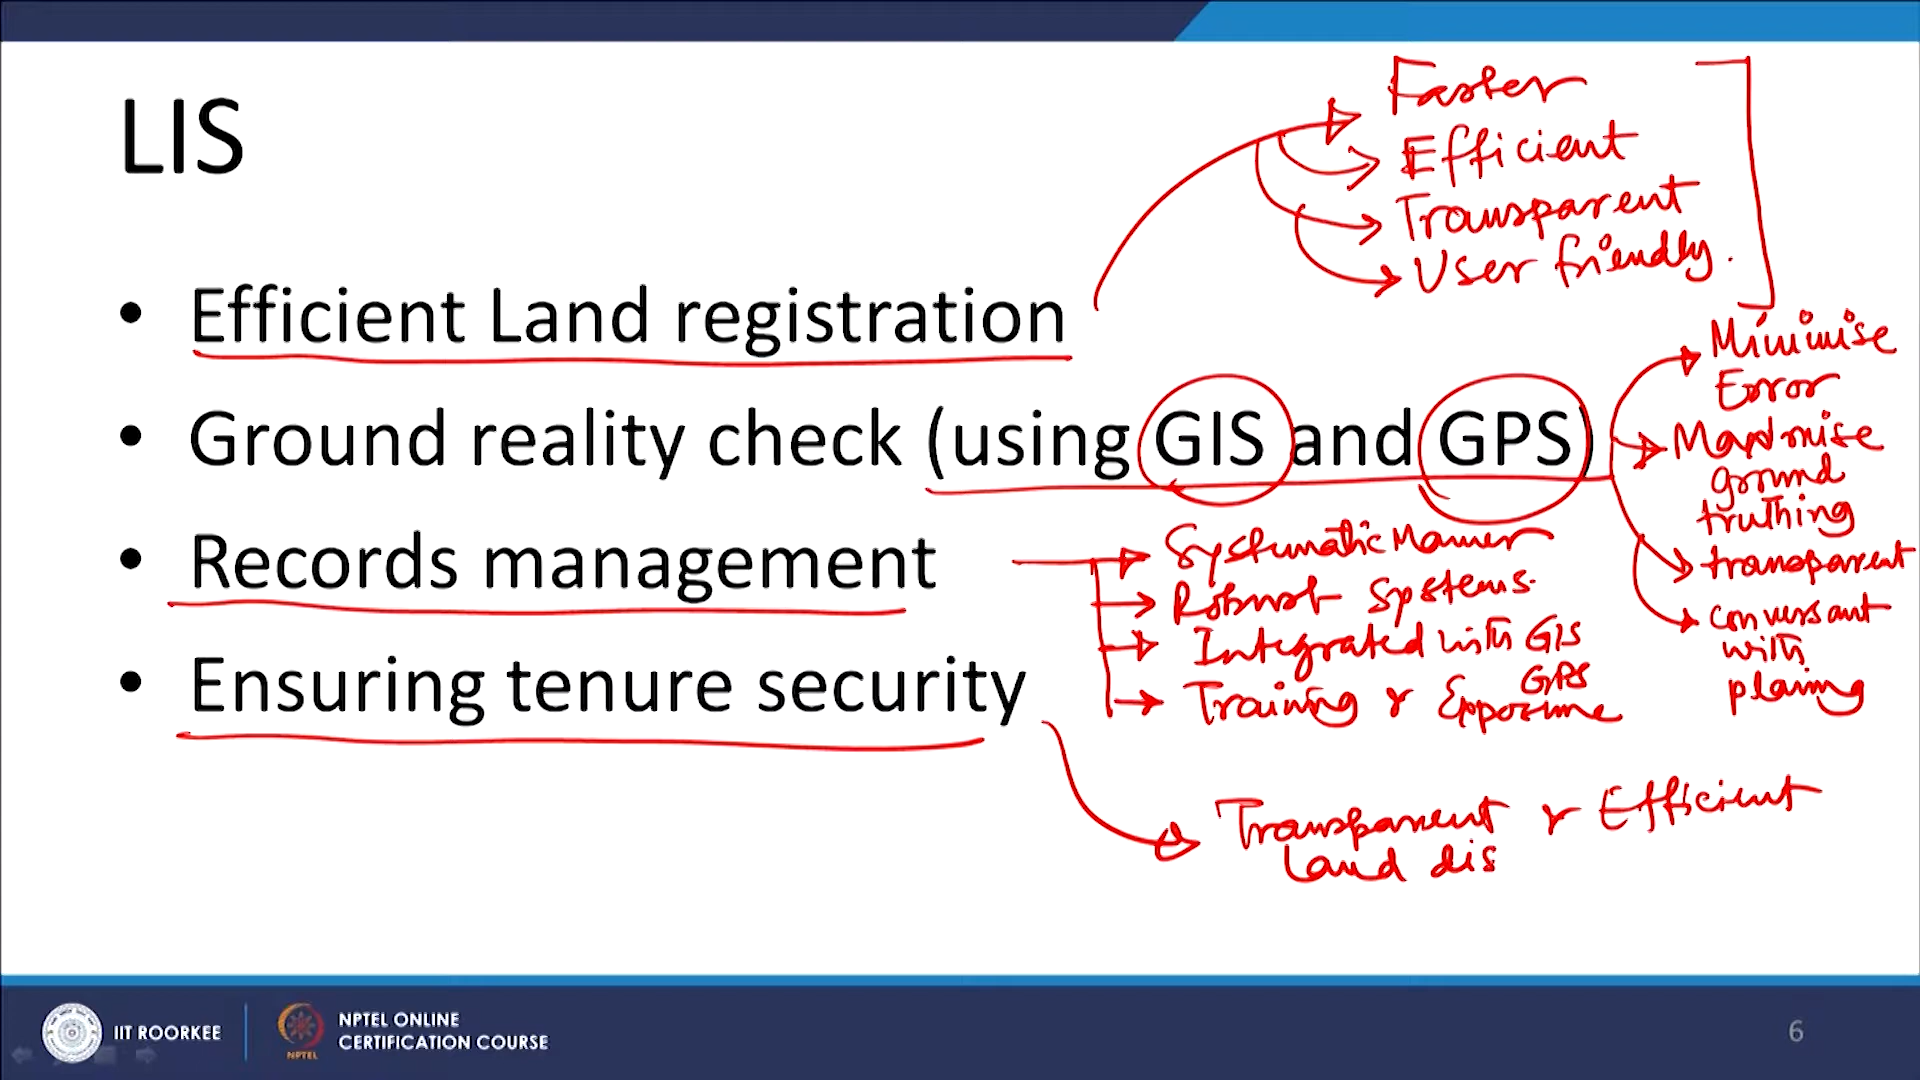 LIS
Faster
Efficient
Transparent
User friendly.
• Efficient Land registration
• Ground reality check (using GIS and GPS)
Minimise
Error
Maximise
ground
truthing
transparent
conversant
with
• Records management
Systematic Manner
Robust Systems.
Integrated with GIS
GPS
Training &
• Ensuring tenure security
Transparent & Efficient
Land dis
IIT ROORKEE
NPTEL
NPTEL ONLINE
CERTIFICATION COURSE
6